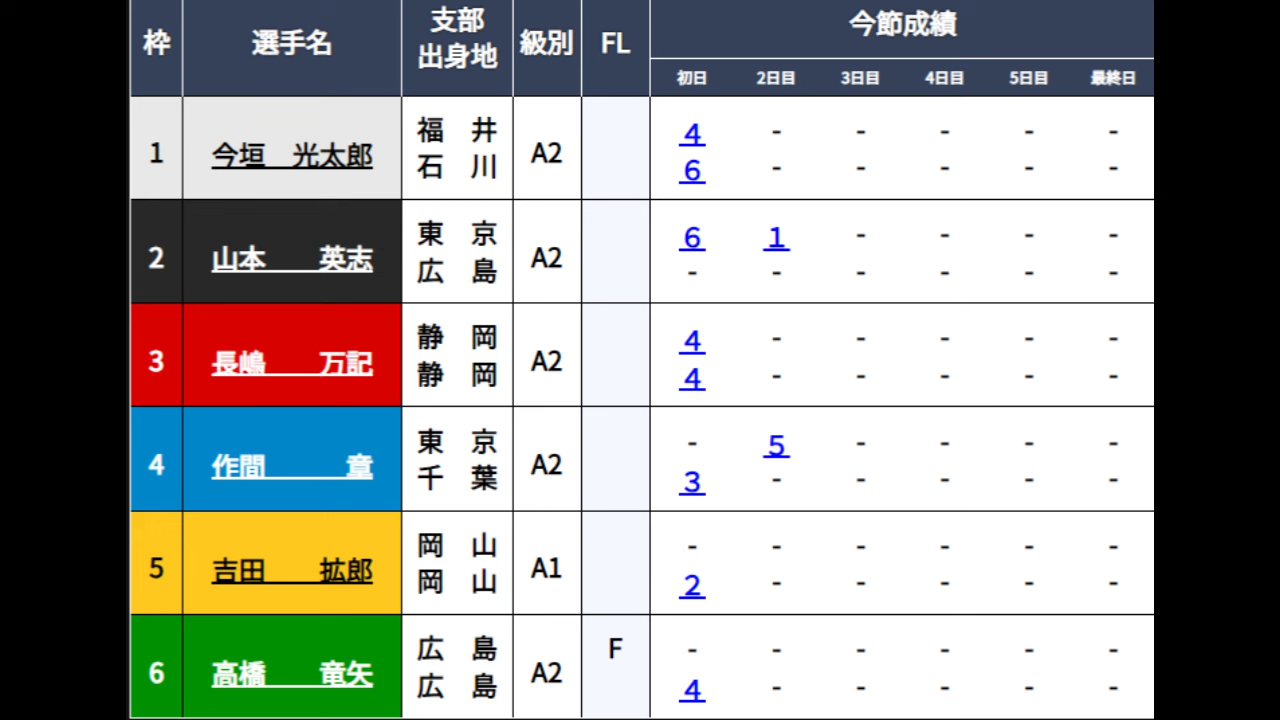 枠 選手名 支部 級別 FL 今節成績
出身地
初日 2日目 3日目 4日目 5日目 最終日
1 今垣 光太郎 福 井 A2 4 - - - - -
石 川 6 - - - - -
2 山本 英志 東 京 A2 6 1 - - - -
広 島 - - - - - -
3 長嶋 万記 静 岡 A2 4 - - - - -
静 岡 4 - - - - -
4 作間 章 東 京 A2 - 5 - - - -
千 葉 3 - - - - -
5 吉田 拡郎 岡 山 A1 - - - - - -
岡 山 2 - - - - -
6 高橋 竜矢 広 島 A2 F - - - - - -
広 島 4 - - - - -